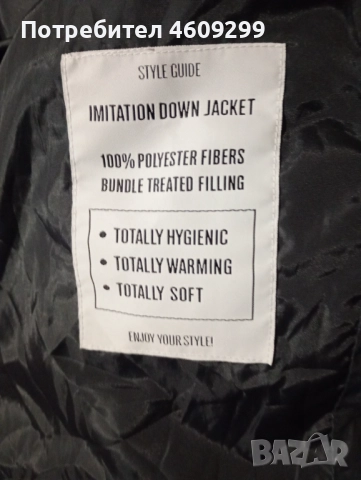 Потребител 4609299
STYLE GUIDE
IMITATION DOWN JACKET
100% POLYESTER FIBERS
BUNDLE TREATED FILLING
• TOTALLY HYGIENIC
• TOTALLY WARMING
• TOTALLY SOFT
ENJOY YOUR STYLE!
BAZAR